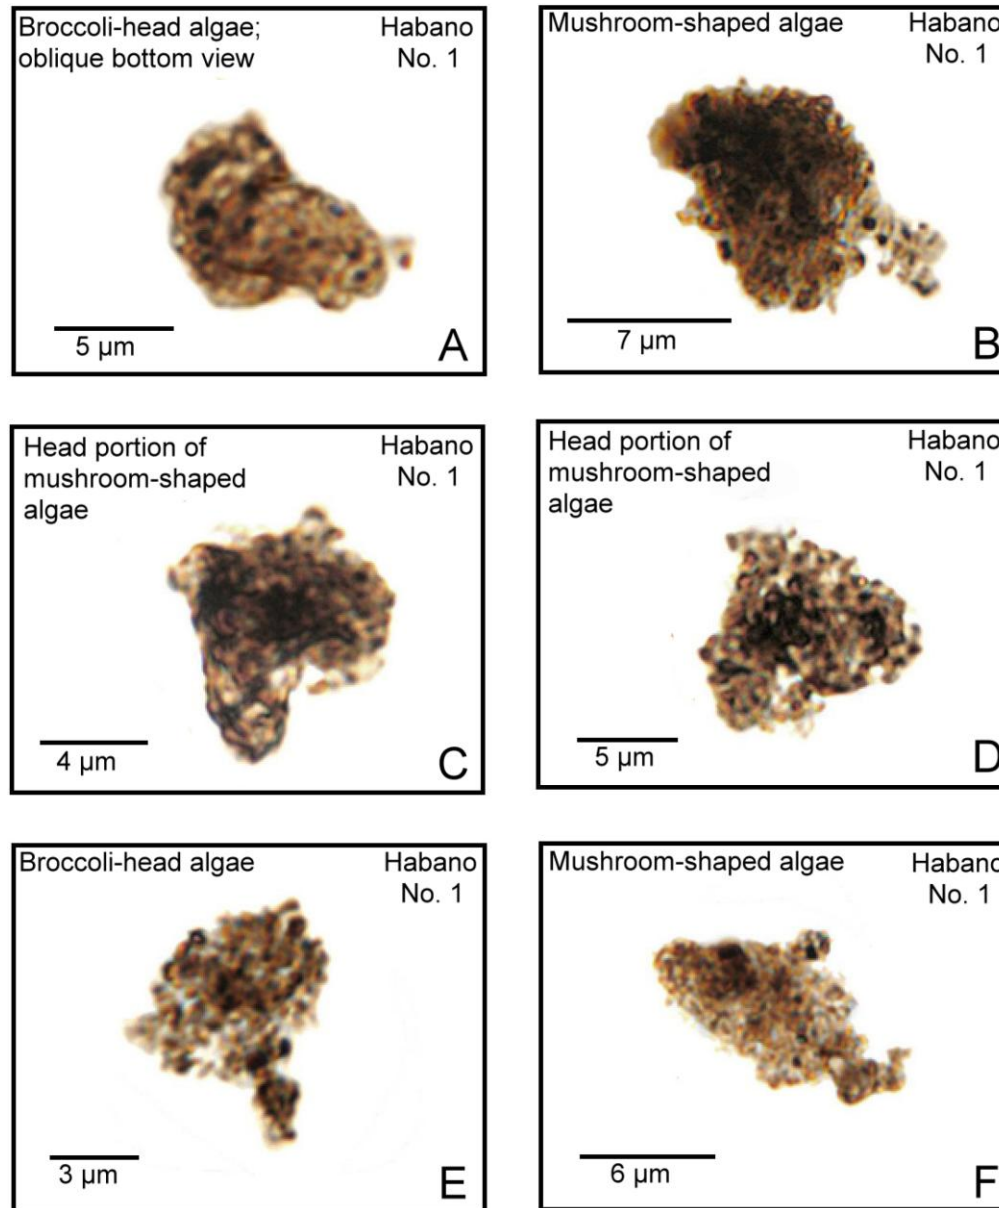 Broccoli-head algae;
oblique bottom view
Habano
No. 1
5 µm
A
Mushroom-shaped algae
Habano
No. 1
7 µm
B
Head portion of
mushroom-shaped
algae
Habano
No. 1
4 µm
C
Head portion of
mushroom-shaped
algae
Habano
No. 1
5 µm
D
Broccoli-head algae
Habano
No. 1
3 µm
E
Mushroom-shaped algae
Habano
No. 1
6 µm
F